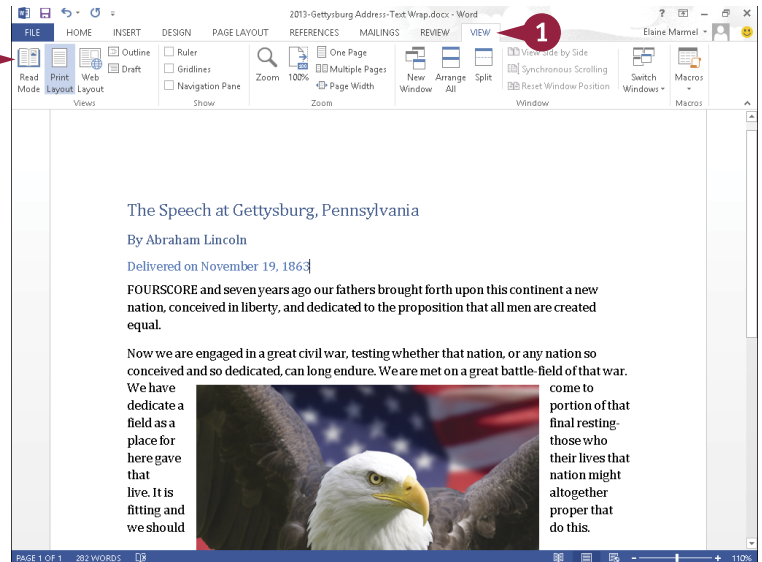 2013-Gettysburg Address-Text Wrap.docx - Word
FILE HOME INSERT DESIGN PAGE LAYOUT REFERENCES MAILINGS REVIEW VIEW 1 Elaine Marmel
Read Mode
Print Layout
Web Layout
Outline
Draft
Views
Ruler
Gridlines
Navigation Pane
Show
Zoom
100%
One Page
Multiple Pages
Page Width
Zoom
New Window
Arrange All
Split
View Side by Side
Synchronous Scrolling
Reset Window Position
Window
Switch Windows
Macros
Macros
The Speech at Gettysburg, Pennsylvania
By Abraham Lincoln
Delivered on November 19, 1863
FOURSCORE and seven years ago our fathers brought forth upon this continent a new
nation, conceived in liberty, and dedicated to the proposition that all men are created
equal.
Now we are engaged in a great civil war, testing whether that nation, or any nation so
conceived and so dedicated, can long endure. We are met on a great battle-field of that war.
We have come to
dedicate a portion of that
field as a final resting-
place for those who
here gave their lives that
that nation might
live. It is altogether
fitting and proper that
we should do this.
PAGE 1 OF 1 282 WORDS 110%